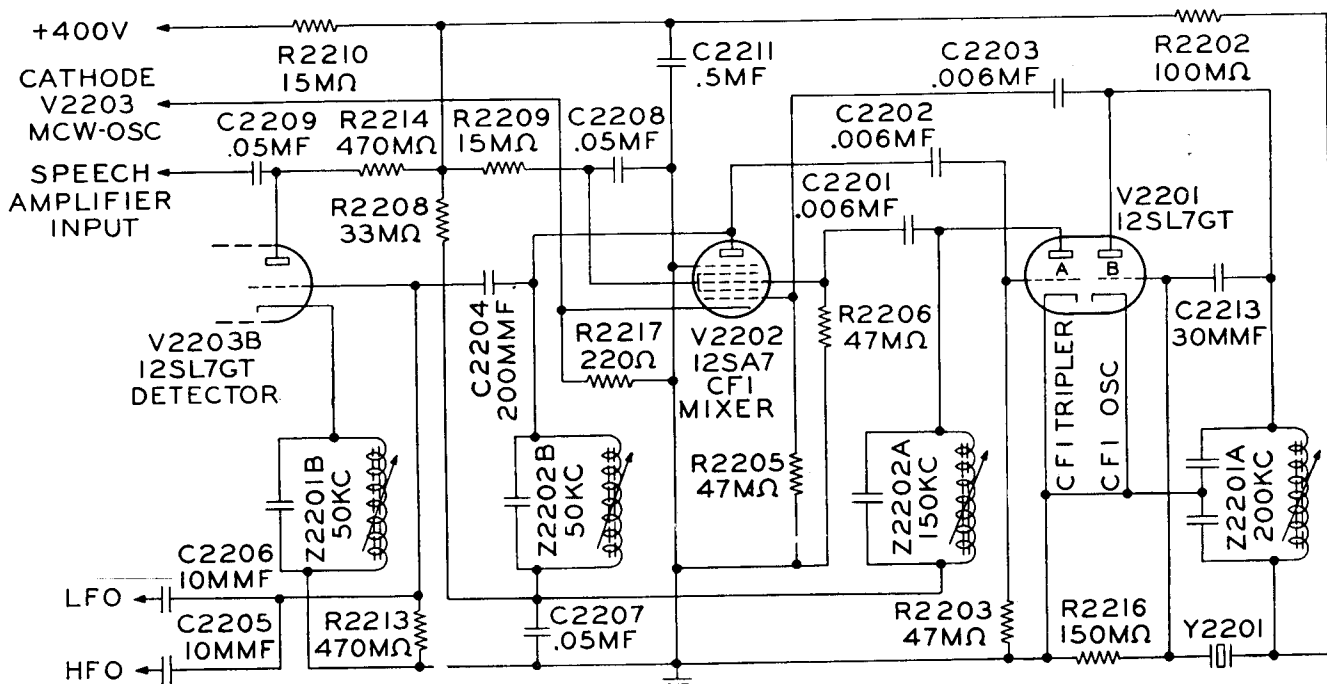 +400V
R2210
15MΩ
C2211
.5MF
C2203
.006MF
R2202
100MΩ
CATHODE
V2203
MCW-OSC
C2209
.05MF
R2214
470MΩ
R2209
15MΩ
C2208
.05MF
C2202
.006MF
SPEECH
AMPLIFIER
INPUT
R2208
33MΩ
C2201
.006MF
V2201
12SL7GT
A
B
V2203B
12SL7GT
DETECTOR
C2204
200MMF
R2217
220Ω
V2202
12SA7
CFI
MIXER
R2206
47MΩ
C2213
30MMF
CFI TRIPLER
CFI OSC
Z2201B
50KC
Z2202B
50KC
R2205
47MΩ
Z2202A
150KC
Z2201A
200KC
C2206
10MMF
LFO
C2205
10MMF
HFO
R2213
470MΩ
C2207
.05MF
R2203
47MΩ
R2216
150MΩ
Y2201